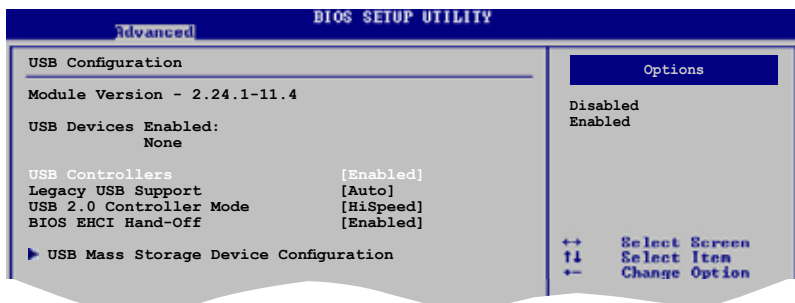 BIOS SETUP UTILITY
Advanced
USB Configuration
Module Version - 2.24.1-11.4
USB Devices Enabled:
None
USB Controllers [Enabled]
Legacy USB Support [Auto]
USB 2.0 Controller Mode [HiSpeed]
BIOS EHCI Hand-Off [Enabled]
USB Mass Storage Device Configuration
Options
Disabled
Enabled
↔ Select Screen
↑↓ Select Item
+- Change Option